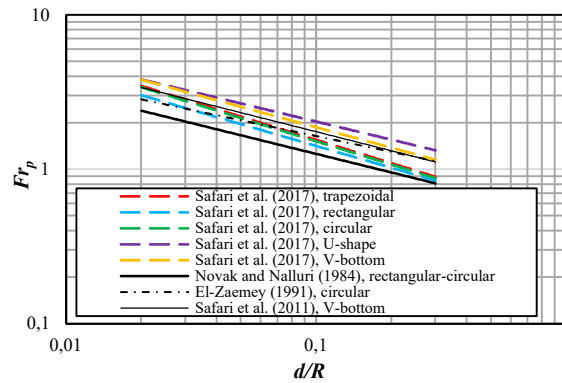 10
1
0,1
Fr_p
Safari et al. (2017), trapezoidal
Safari et al. (2017), rectangular
Safari et al. (2017), circular
Safari et al. (2017), U-shape
Safari et al. (2017), V-bottom
Novak and Nalluri (1984), rectangular-circular
El-Zaemey (1991), circular
Safari et al. (2011), V-bottom
0,01
0,1
d/R